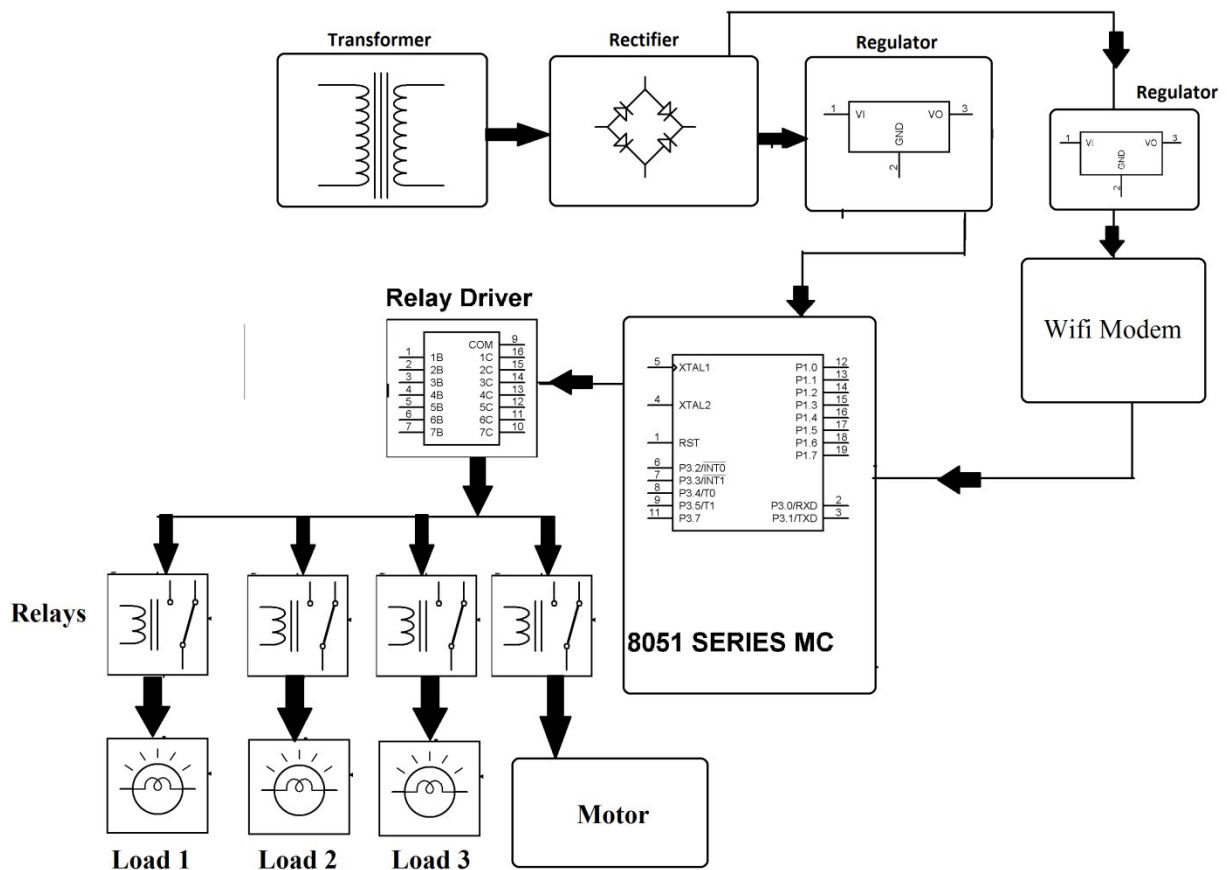 Transformer
Rectifier
Regulator
Regulator
1 VI VO 3
GND
2
1 VI VO 3
GND
2
Wifi Modem
Relay Driver
COM 9
1 1B 1C 16
2 2B 2C 15
3 3B 3C 14
4 4B 4C 13
5 5B 5C 12
6 6B 6C 11
7 7B 7C 10
5 XTAL1 P1.0 12
P1.1 13
P1.2 14
4 XTAL2 P1.3 15
P1.4 16
P1.5 17
1 RST P1.6 18
P1.7 19
6 P3.2/INT0
7 P3.3/INT1
8 P3.4/T0
9 P3.5/T1 P3.0/RXD 2
11 P3.7 P3.1/TXD 3
8051 SERIES MC
Relays
Load 1
Load 2
Load 3
Motor